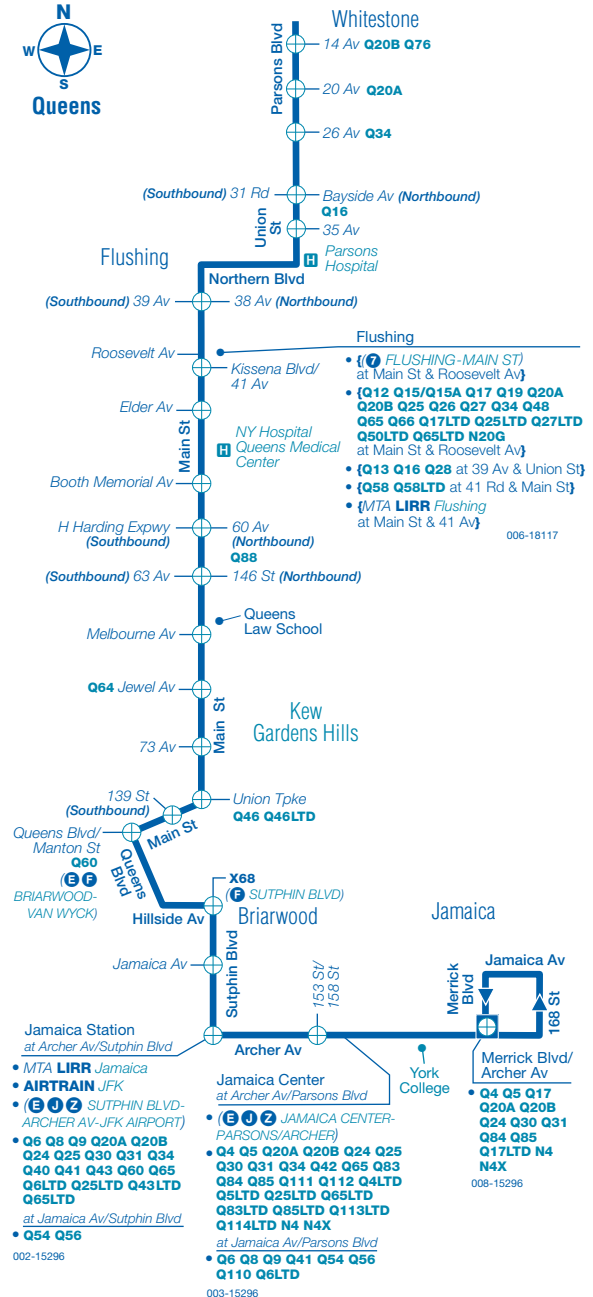 N
W
E
S
Queens
Whitestone
Parsons Blvd
14 Av Q20B Q76
20 Av Q20A
26 Av Q34
(Southbound) 31 Rd
Bayside Av (Northbound)
Q16
Union St
35 Av
Flushing
H Parsons
Hospital
Northern Blvd
(Southbound) 39 Av
38 Av (Northbound)
Roosevelt Av
Kissena Blvd/
41 Av
Elder Av
Main St
H
NY Hospital
Queens Medical
Center
Booth Memorial Av
H Harding Expwy
(Southbound)
60 Av
(Northbound)
Q88
(Southbound) 63 Av
146 St (Northbound)
Queens
Law School
Melbourne Av
Q64 Jewel Av
Main St
Kew
Gardens Hills
73 Av
139 St
(Southbound)
Union Tpke
Q46 Q46LTD
Main St
Queens Blvd/
Manton St
Q60
(E F
BRIARWOOD-
VAN WYCK)
Queens
Blvd
X68
(F SUTPHIN BLVD)
Hillside Av
Briarwood
Jamaica
Jamaica Av
Sutphin Blvd
153 St/
158 St
Merrick
Blvd
Jamaica Av
168 St
Archer Av
York
College
Flushing
• {(7 FLUSHING-MAIN ST)
at Main St & Roosevelt Av}
• {Q12 Q15/Q15A Q17 Q19 Q20A
Q20B Q25 Q26 Q27 Q34 Q48
Q65 Q66 Q17LTD Q25LTD Q27LTD
Q50LTD Q65LTD N20G
at Main St & Roosevelt Av}
• {Q13 Q16 Q28 at 39 Av & Union St}
• {Q58 Q58LTD at 41 Rd & Main St}
• {MTA LIRR Flushing
at Main St & 41 Av}
006-18117
Jamaica Station
at Archer Av/Sutphin Blvd
• MTA LIRR Jamaica
• AIRTRAIN JFK
• (E J Z SUTPHIN BLVD-
ARCHER AV-JFK AIRPORT)
• Q6 Q8 Q9 Q20A Q20B
Q24 Q25 Q30 Q31 Q34
Q40 Q41 Q43 Q60 Q65
Q6LTD Q25LTD Q43LTD
Q65LTD
at Jamaica Av/Sutphin Blvd
• Q54 Q56
002-15296
Jamaica Center
at Archer Av/Parsons Blvd
• (E J Z JAMAICA CENTER-
PARSONS/ARCHER)
• Q4 Q5 Q20A Q20B Q24 Q25
Q30 Q31 Q34 Q42 Q65 Q83
Q84 Q85 Q111 Q112 Q4LTD
Q5LTD Q25LTD Q65LTD
Q83LTD Q85LTD Q113LTD
Q114LTD N4 N4X
at Jamaica Av/Parsons Blvd
• Q6 Q8 Q9 Q41 Q54 Q56
Q110 Q6LTD
003-15296
Merrick Blvd/
Archer Av
• Q4 Q5 Q17
Q20A Q20B
Q24 Q30 Q31
Q84 Q85
Q17LTD N4
N4X
008-15296